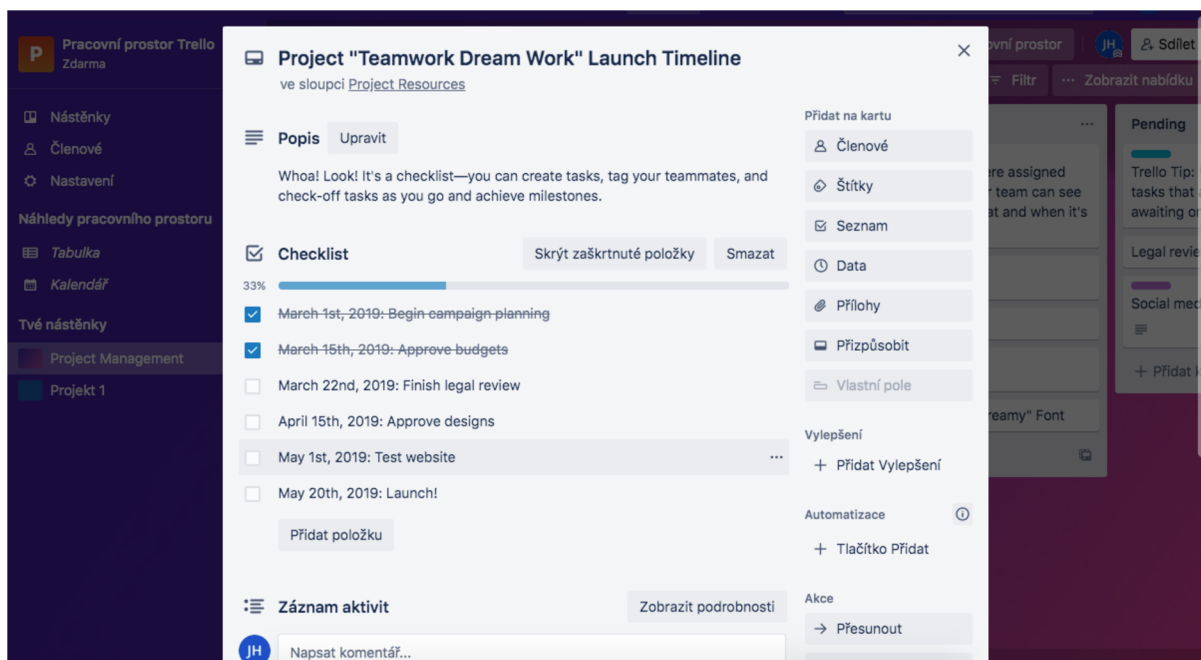 P
Pracovní prostor Trello
Zdarma
Nástěnky
Členové
Nastavení
Náhledy pracovního prostoru
Tabulka
Kalendář
Tvé nástěnky
Project Management
Projekt 1
Project "Teamwork Dream Work" Launch Timeline
ve sloupci Project Resources
Popis Upravit
Whoa! Look! It's a checklist—you can create tasks, tag your teammates, and
check-off tasks as you go and achieve milestones.
Checklist Skrýt zaškrtnuté položky Smazat
33%
March 1st, 2019: Begin campaign planning
March 15th, 2019: Approve budgets
March 22nd, 2019: Finish legal review
April 15th, 2019: Approve designs
May 1st, 2019: Test website
May 20th, 2019: Launch!
Přidat položku
Záznam aktivit Zobrazit podrobnosti
JH Napsat komentář...
Přidat na kartu
Členové
Štítky
Seznam
Data
Přílohy
Přizpůsobit
Vlastní pole
Vylepšení
+ Přidat Vylepšení
Automatizace
+ Tlačítko Přidat
Akce
→ Přesunout
prostor JH Sdílet
Filtr ... Zobrazit nabídku
assigned
team can see
and when it's
Font
Pending
Trello Tip:
tasks that
awaiting
Legal
Social
+ Přidat